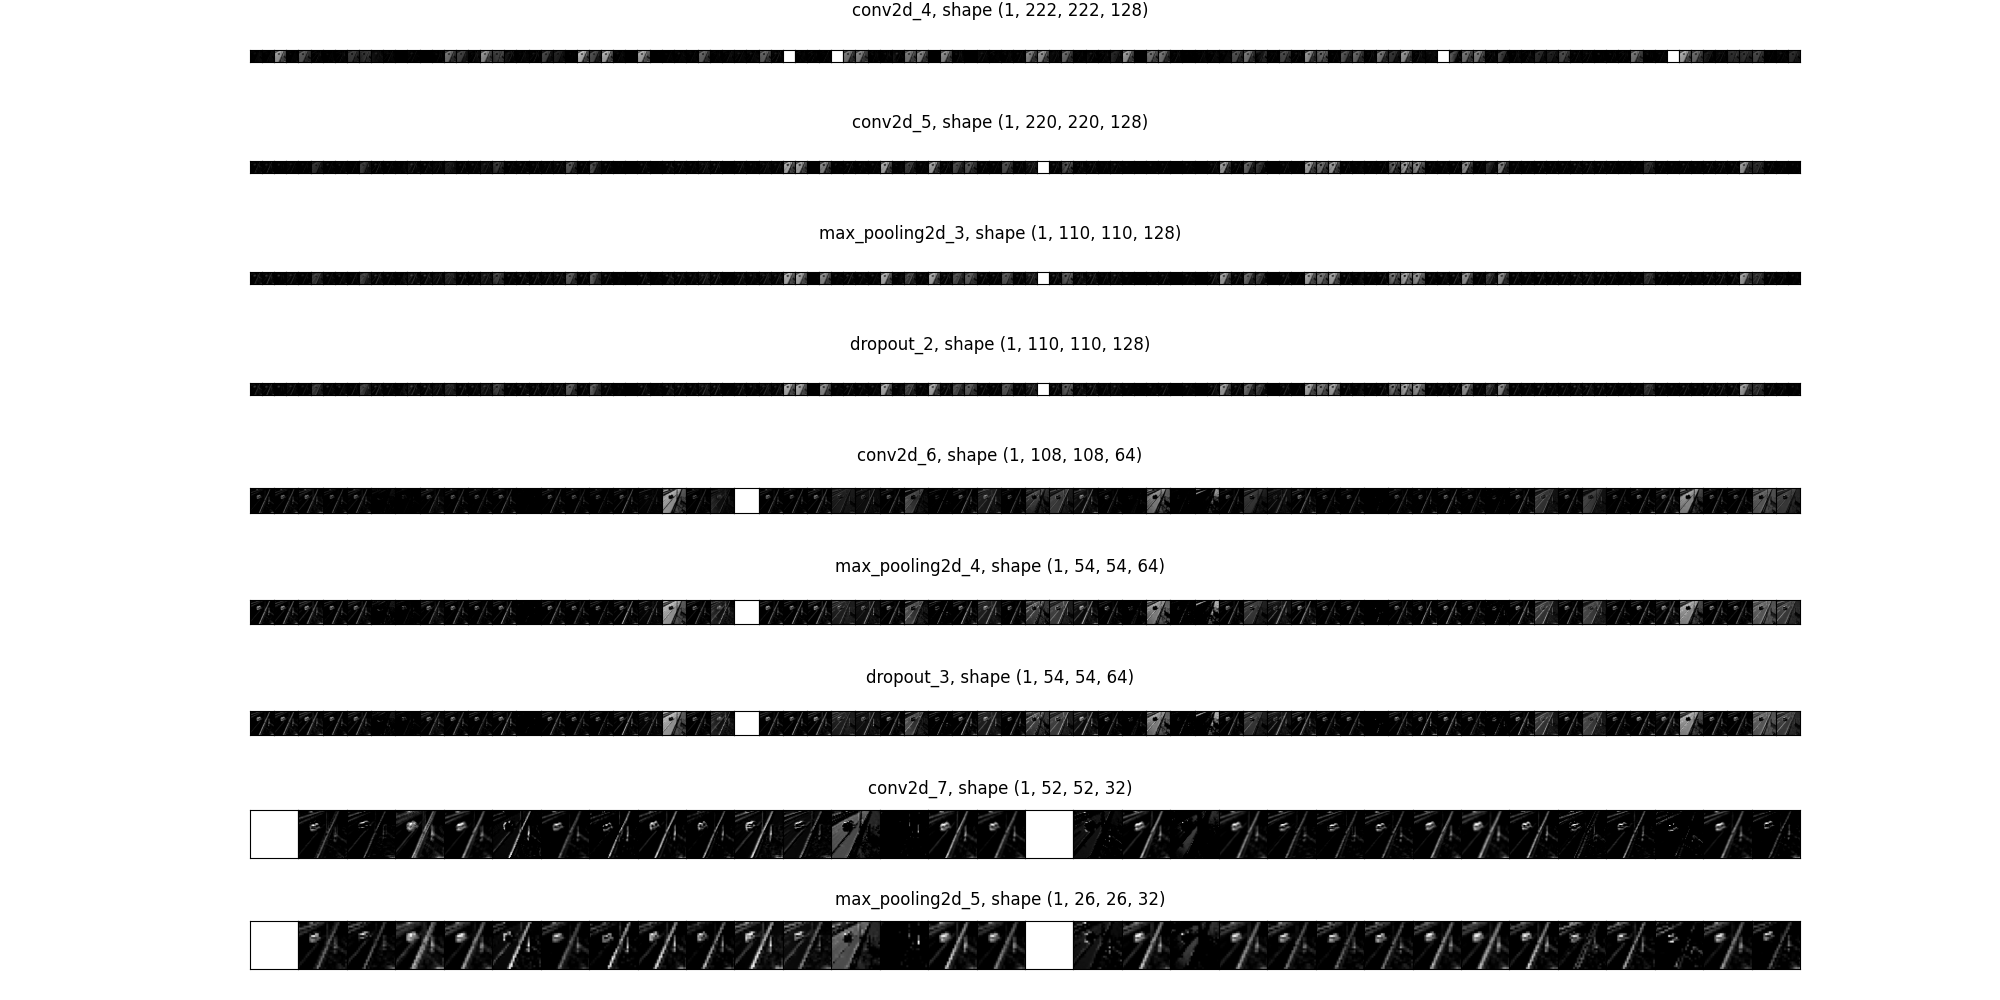 conv2d_4, shape (1, 222, 222, 128)
conv2d_5, shape (1, 220, 220, 128)
max_pooling2d_3, shape (1, 110, 110, 128)
dropout_2, shape (1, 110, 110, 128)
conv2d_6, shape (1, 108, 108, 64)
max_pooling2d_4, shape (1, 54, 54, 64)
dropout_3, shape (1, 54, 54, 64)
conv2d_7, shape (1, 52, 52, 32)
max_pooling2d_5, shape (1, 26, 26, 32)